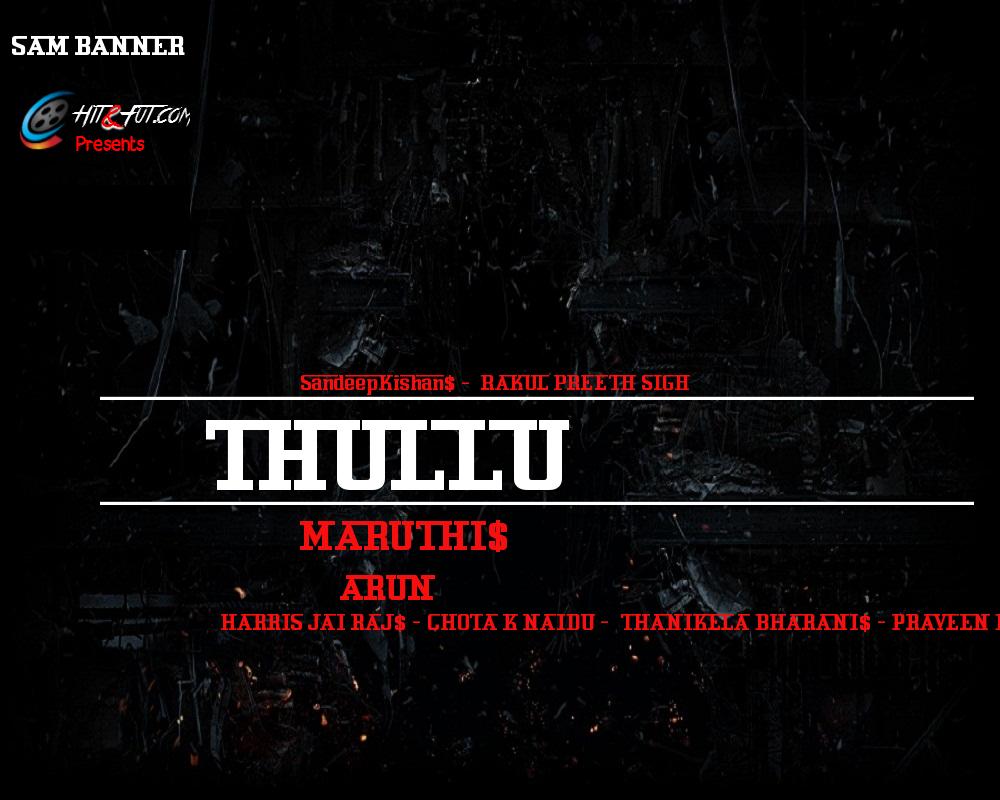 SAM BANNER
HIT&FUT.COM
Presents
SandeepKishan$ - RAKUL PREETH SIGH
THULLU
MARUTHI$
ARUN
HARRIS JAI RAJ$ - CHOTA K NAIDU - THANIKELA BHARANI$ - PRAVEEN